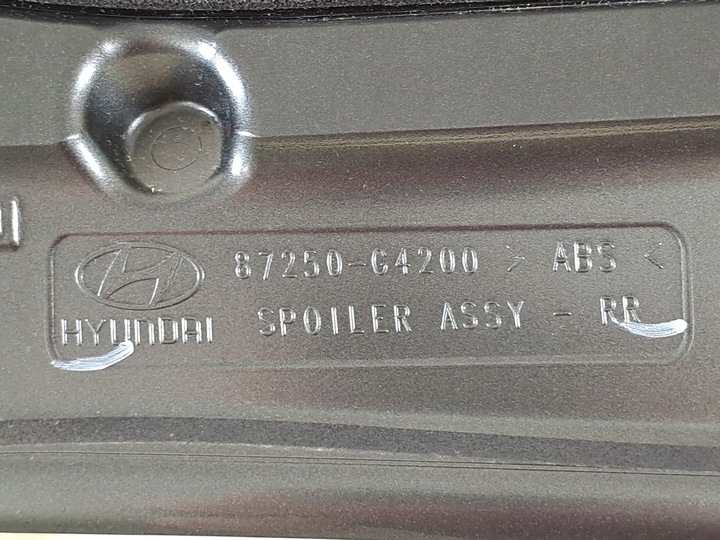 87250-G4200 > ABS <
HYUNDAI SPOILER ASSY - RR